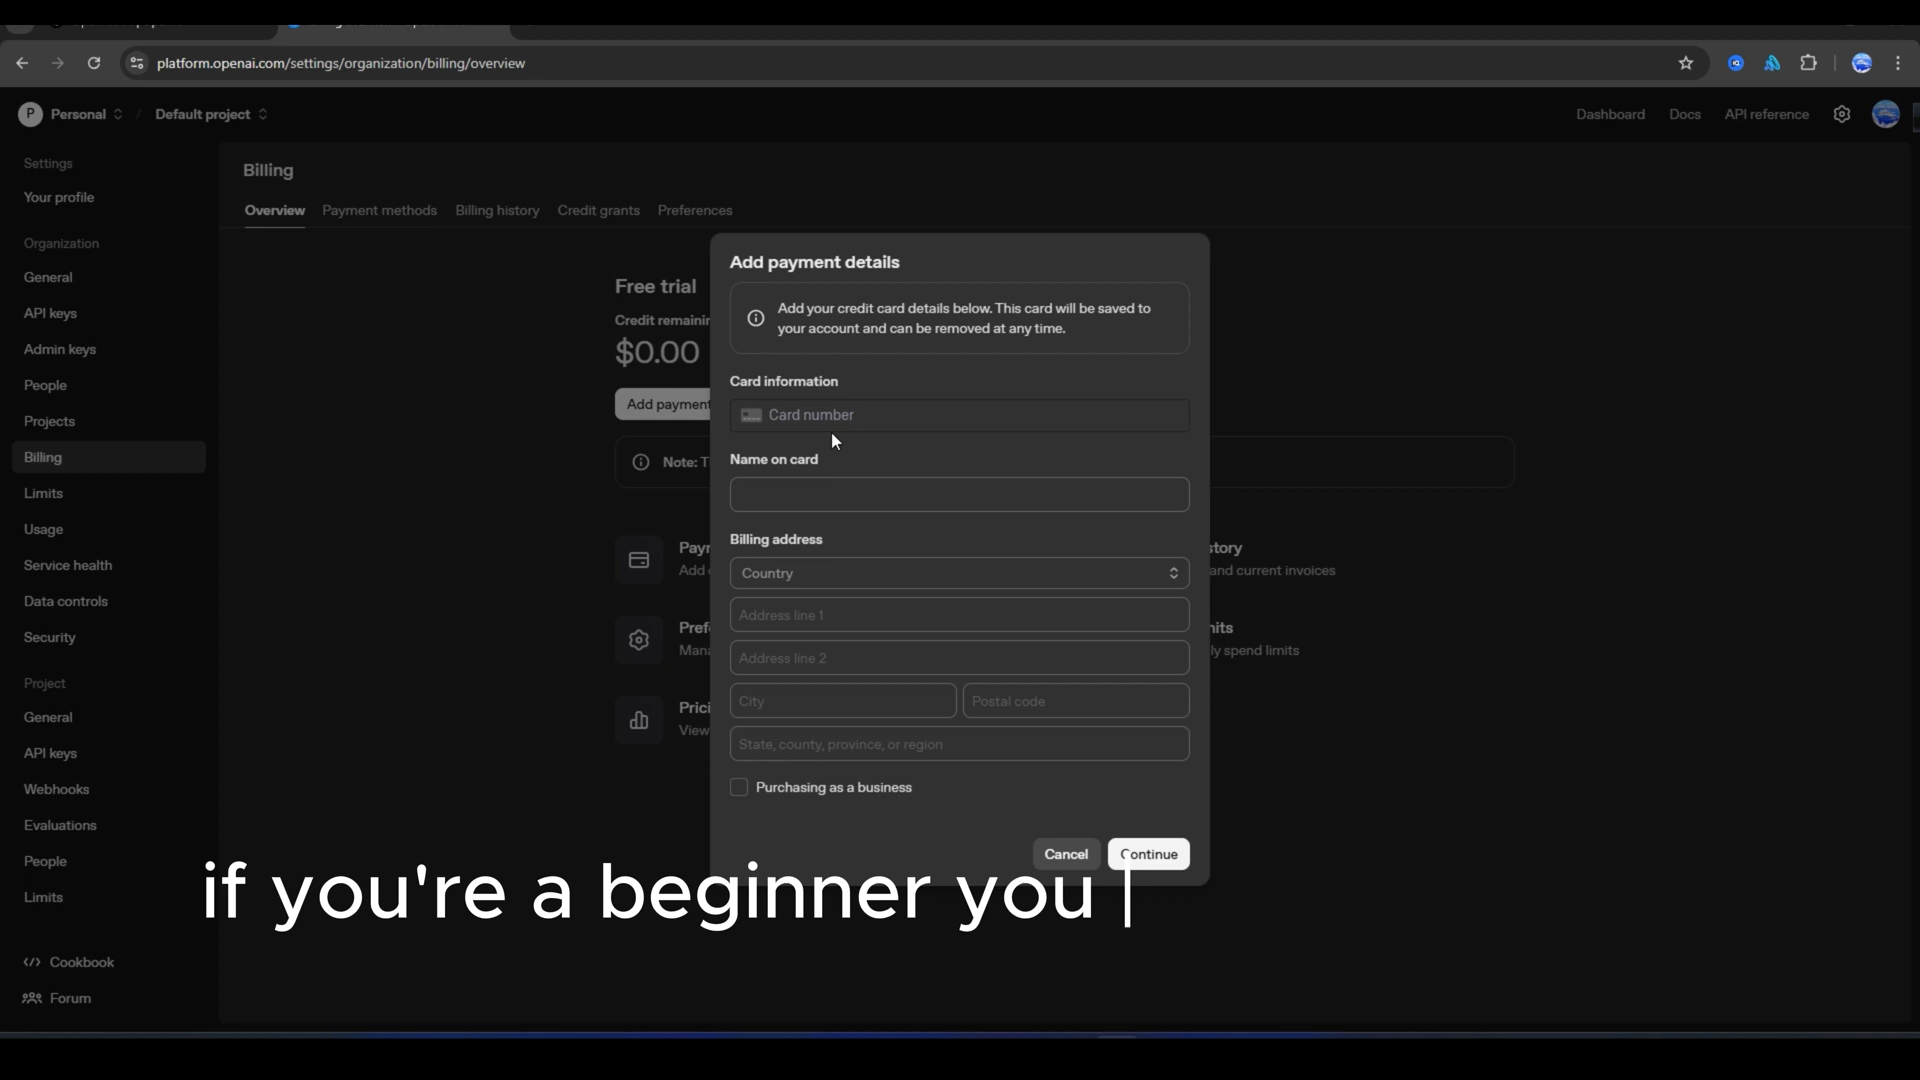 platform.openai.com/settings/organization/billing/overview
P Personal / Default project
Dashboard Docs API reference
Settings
Your profile
Organization
General
API keys
Admin keys
People
Projects
Billing
Limits
Usage
Service health
Data controls
Security
Project
General
API keys
Webhooks
Evaluations
People
Limits
Cookbook
Forum
Billing
Overview Payment methods Billing history Credit grants Preferences
Free trial
Credit
$0.00
Add payment
Note:
Add
View
and current invoices
spend limits
Add payment details
Add your credit card details below. This card will be saved to
your account and can be removed at any time.
Card information
Card number
Name on card
Billing address
Country
Address line 1
Address line 2
City Postal code
State, county, province, or region
Purchasing as a business
Cancel Continue
if you're a beginner you